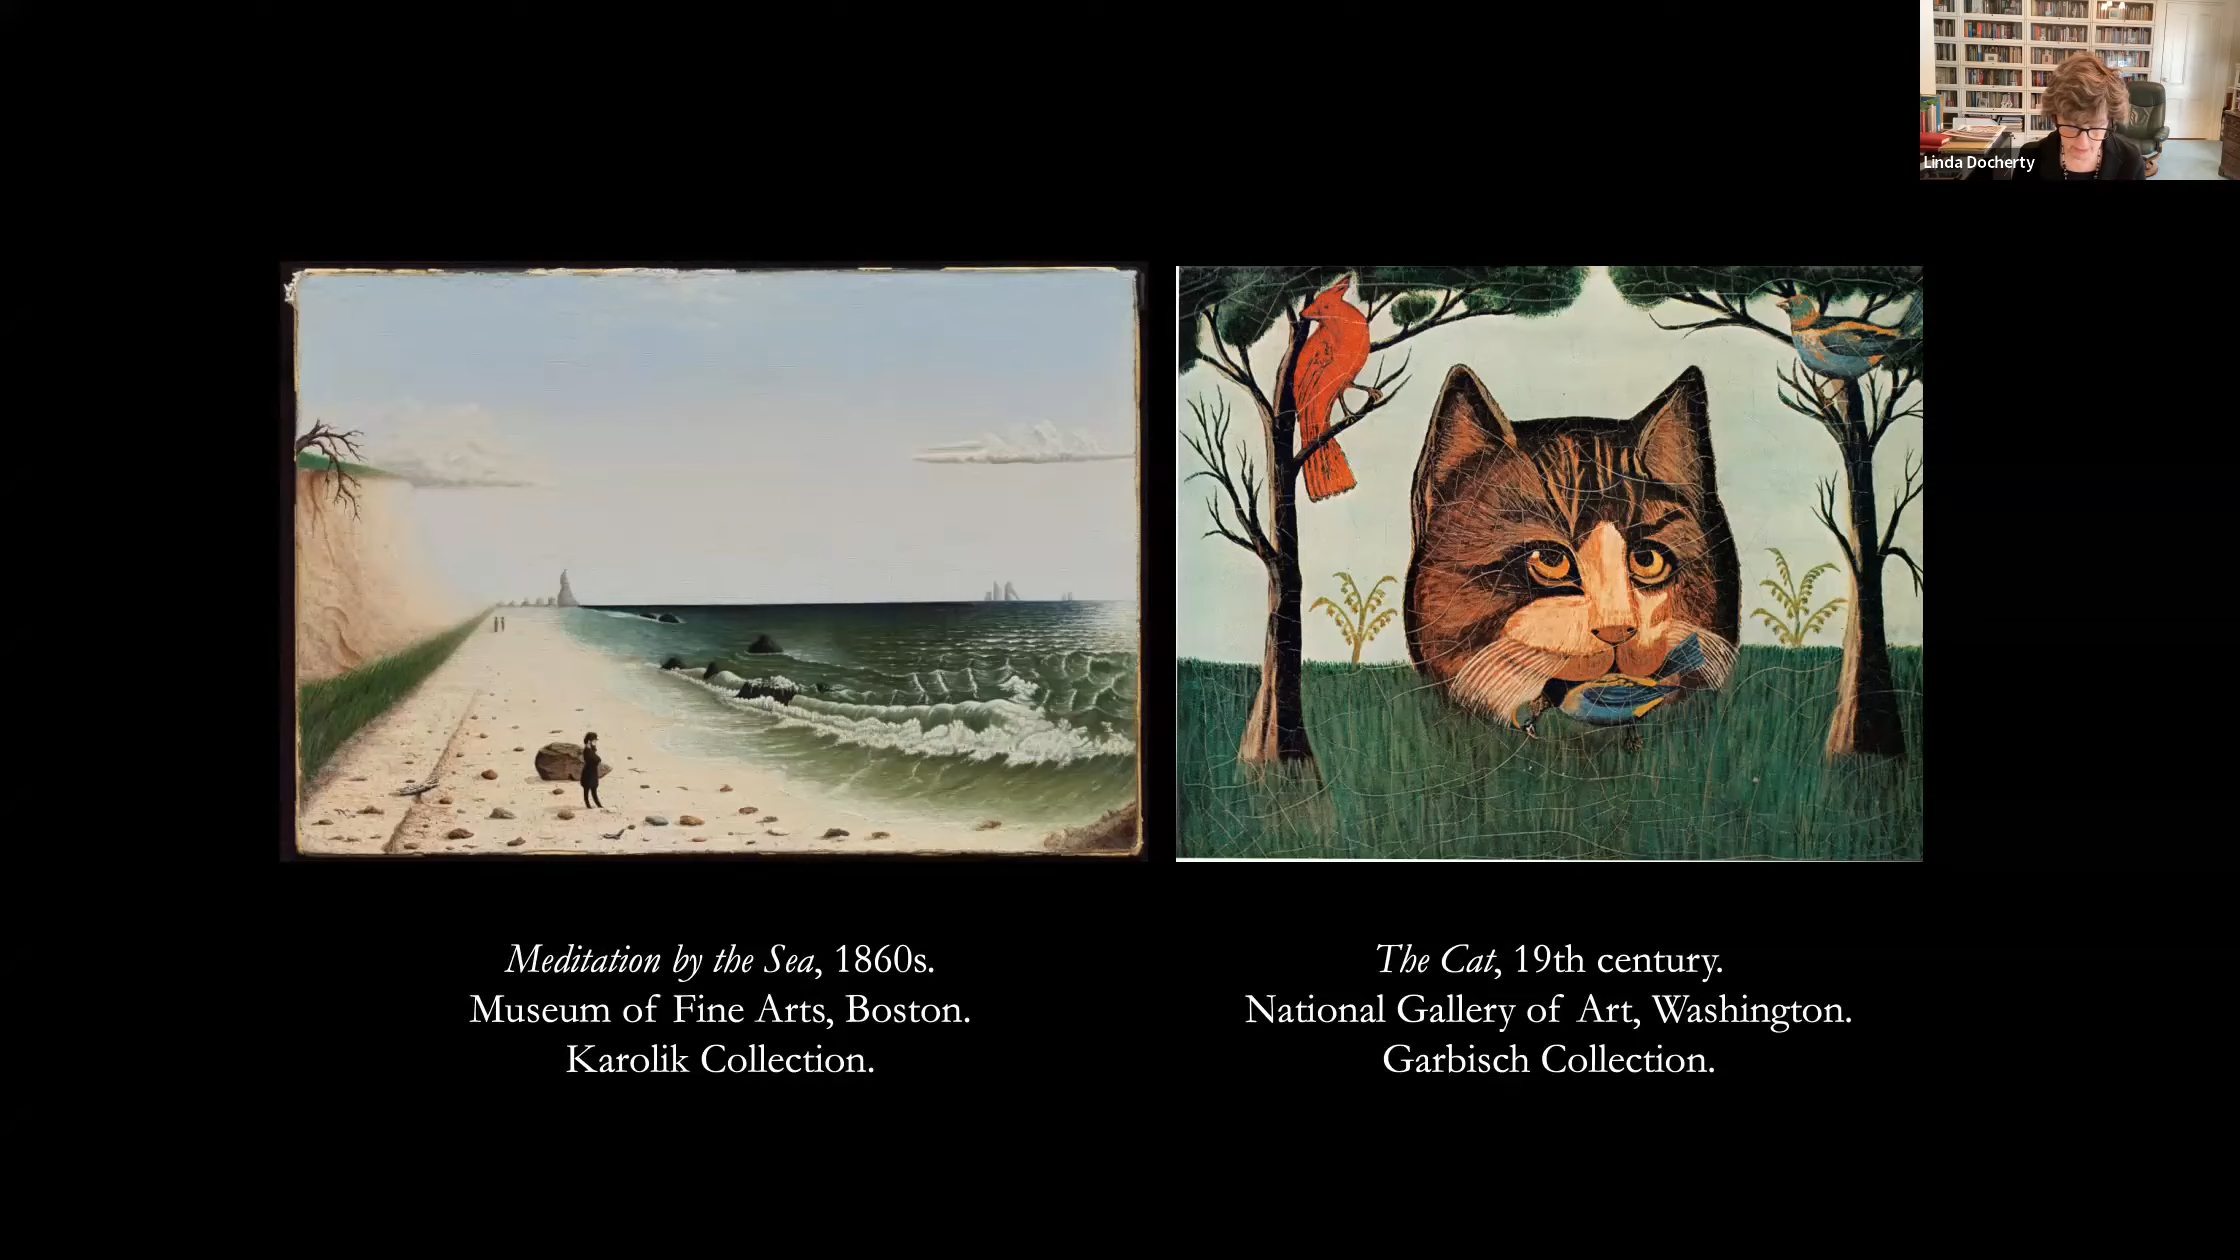 Linda Docherty
Meditation by the Sea, 1860s.
Museum of Fine Arts, Boston.
Karolik Collection.
The Cat, 19th century.
National Gallery of Art, Washington.
Garbisch Collection.